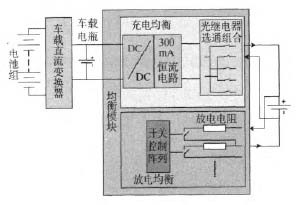 电池组
车载直流变换器
车载
电瓶
充电均衡
DC
DC
300
mA
恒流
电路
光继电器
选通组合
均衡模块
放电电阻
开关
控制
阵列
放电均衡